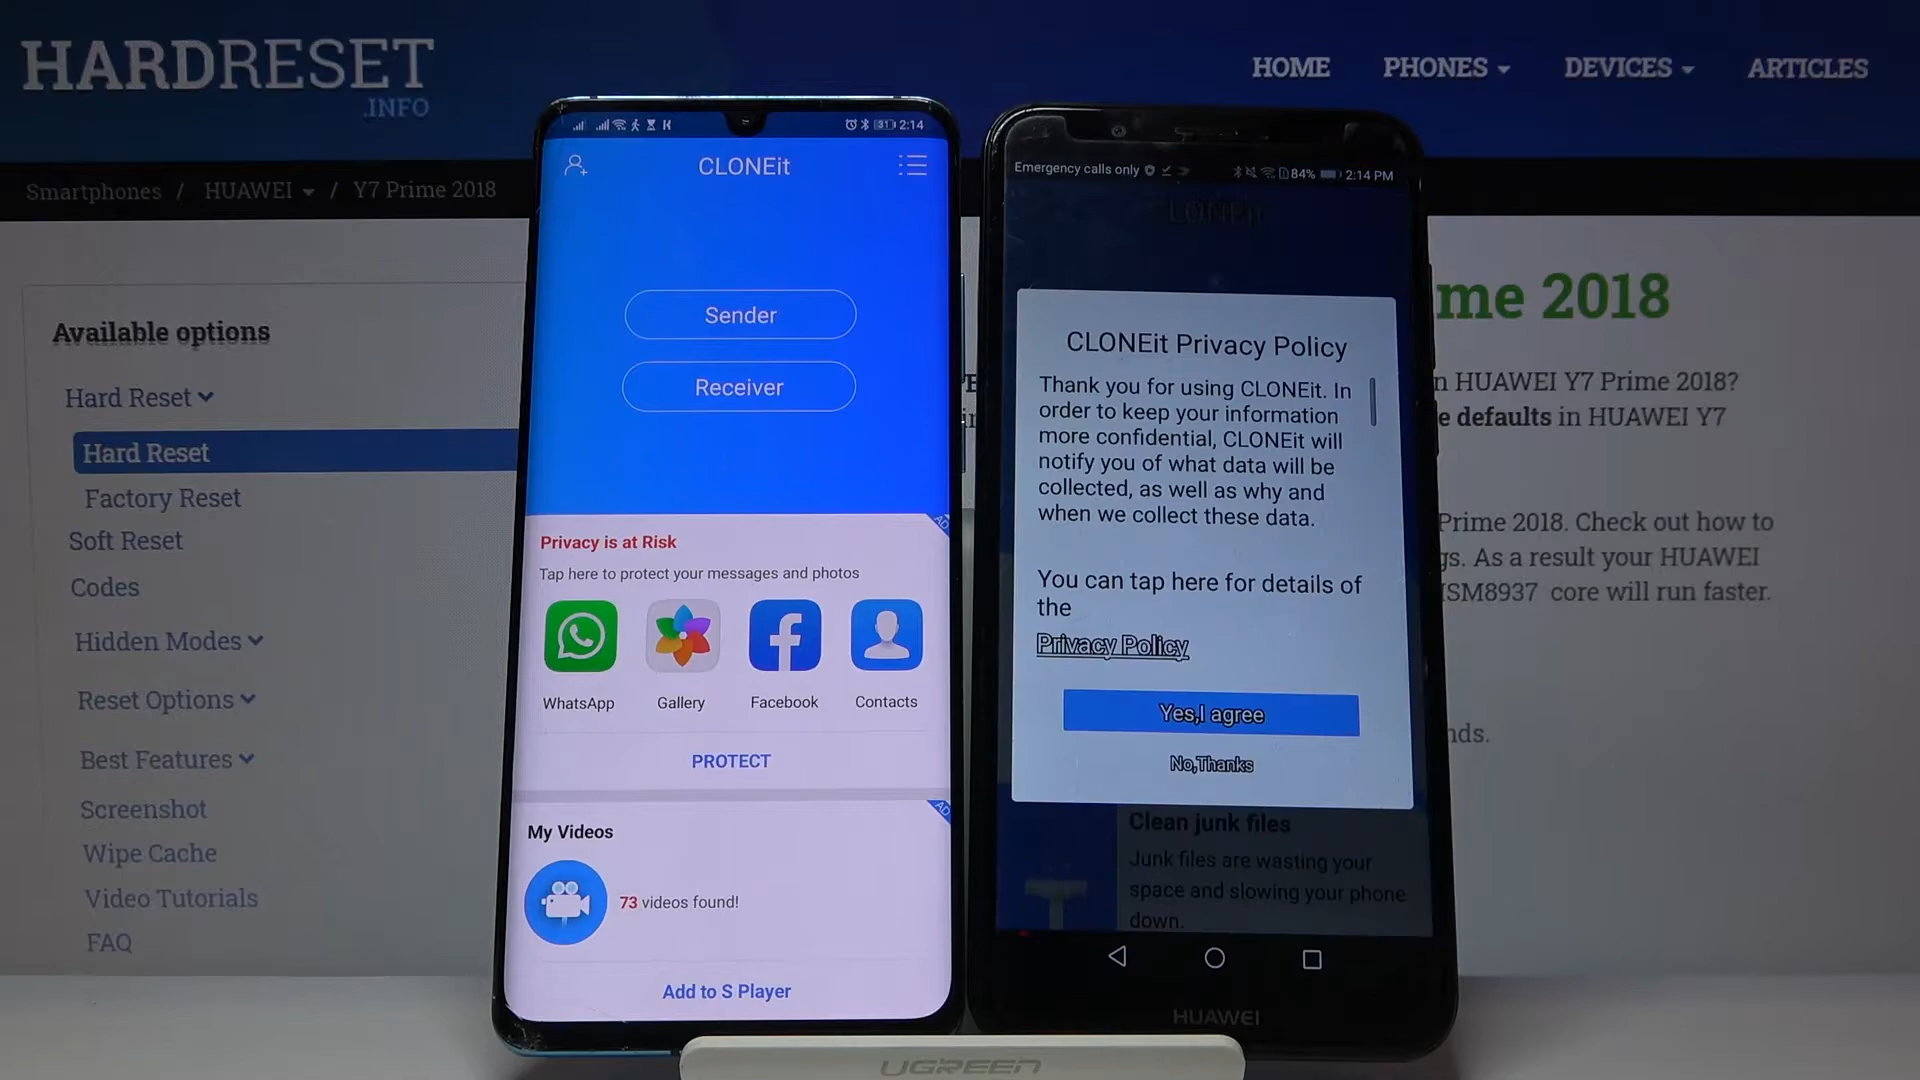 HARDRESET
.INFO
HOME
PHONES
DEVICES
ARTICLES
Smartphones / HUAWEI / Y7 Prime 2018
Available options
Hard Reset
Hard Reset
Factory Reset
Soft Reset
Codes
Hidden Modes
Reset Options
Best Features
Screenshot
Wipe Cache
Video Tutorials
FAQ
31 2:14
CLONEit
Sender
Receiver
AD
Privacy is at Risk
Tap here to protect your messages and photos
WhatsApp
Gallery
Facebook
Contacts
PROTECT
AD
My Videos
73 videos found!
Add to S Player
Emergency calls only
84% 2:14 PM
CLONEit
CLONEit Privacy Policy
Thank you for using CLONEit. In
order to keep your information
more confidential, CLONEit will
notify you of what data will be
collected, as well as why and
when we collect these data.
You can tap here for details of
the
Privacy Policy
Yes,I agree
No,Thanks
Clean junk files
Junk files are wasting your
space and slowing your phone
down.
HUAWEI
me 2018
n HUAWEI Y7 Prime 2018?
e defaults in HUAWEI Y7
Prime 2018. Check out how to
gs. As a result your HUAWEI
MSM8937 core will run faster.
nds.
UGREEN